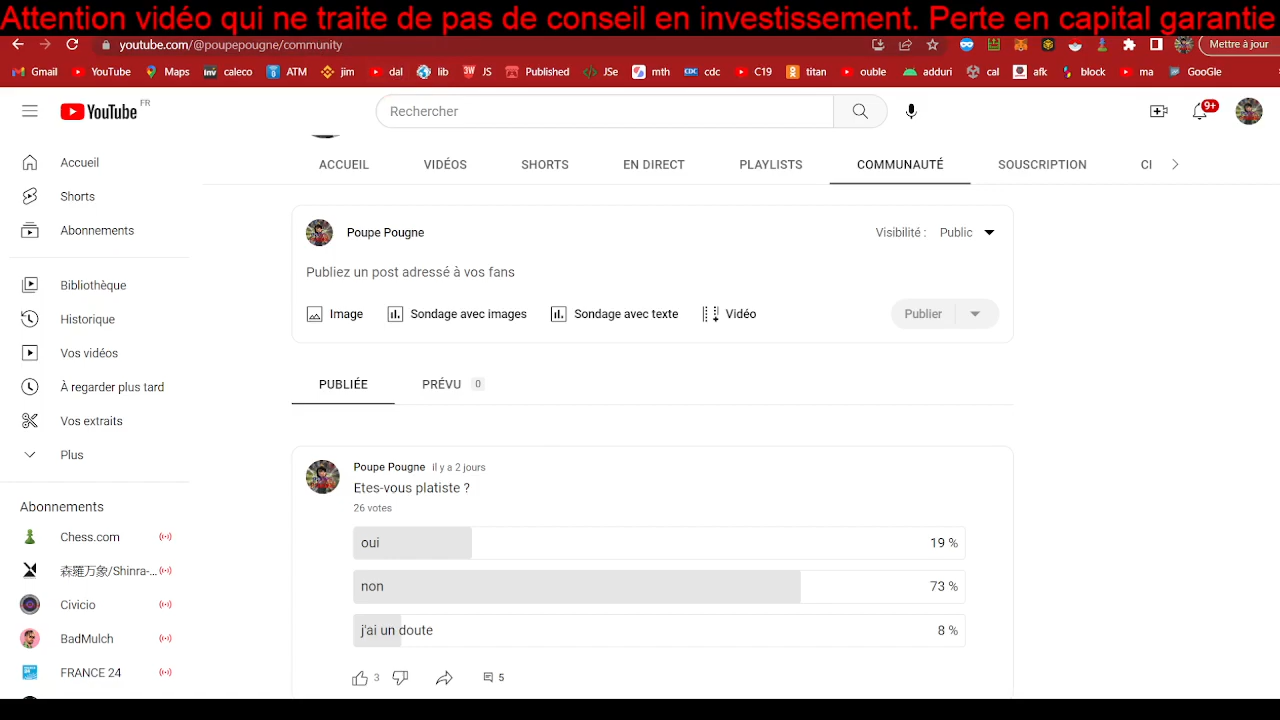 Attention vidéo qui ne traite de pas de conseil en investissement. Perte en capital garantie
youtube.com/@poupepougne/community
Mettre à jour
Gmail YouTube Maps caleco ATM jim dal lib JS Published JSe mth cdc C19 titan ouble adduri cal afk block ma GooGle
YouTube FR
Rechercher
9+
ACCUEIL VIDÉOS SHORTS EN DIRECT PLAYLISTS COMMUNAUTÉ SOUSCRIPTION CI
Accueil
Shorts
Abonnements
Bibliothèque
Historique
Vos vidéos
À regarder plus tard
Vos extraits
Plus
Abonnements
Chess.com
森羅万象/Shinra-...
Civicio
BadMulch
FRANCE 24
Poupe Pougne
Visibilité : Public
Publiez un post adressé à vos fans
Image Sondage avec images Sondage avec texte Vidéo Publier
PUBLIÉE PRÉVU 0
Poupe Pougne il y a 2 jours
Etes-vous platiste ?
26 votes
oui 19 %
non 73 %
j'ai un doute 8 %
3 5